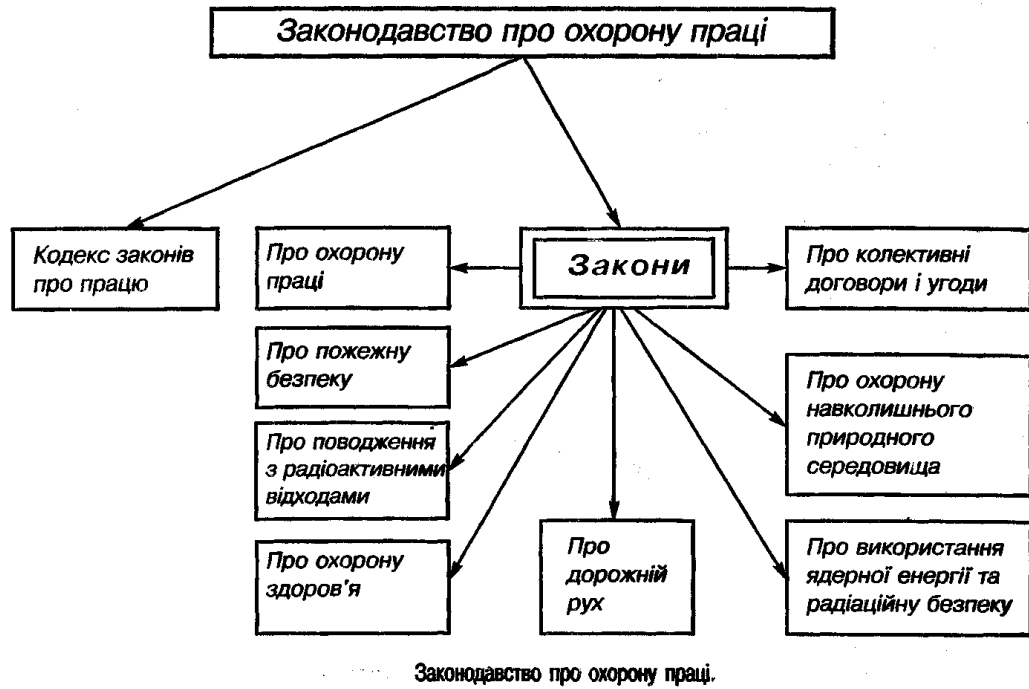 Законодавство про охорону праці
Кодекс законів
про працю
Про охорону
праці
Закони
Про колективні
договори і угоди
Про пожежну
безпеку
Про охорону
навколишнього
природного
середовища
Про поводження
з радіоактивними
відходами
Про охорону
здоров'я
Про
дорожній
рух
Про використання
ядерної енергії та
радіаційну безпеку
Законодавство про охорону праці.